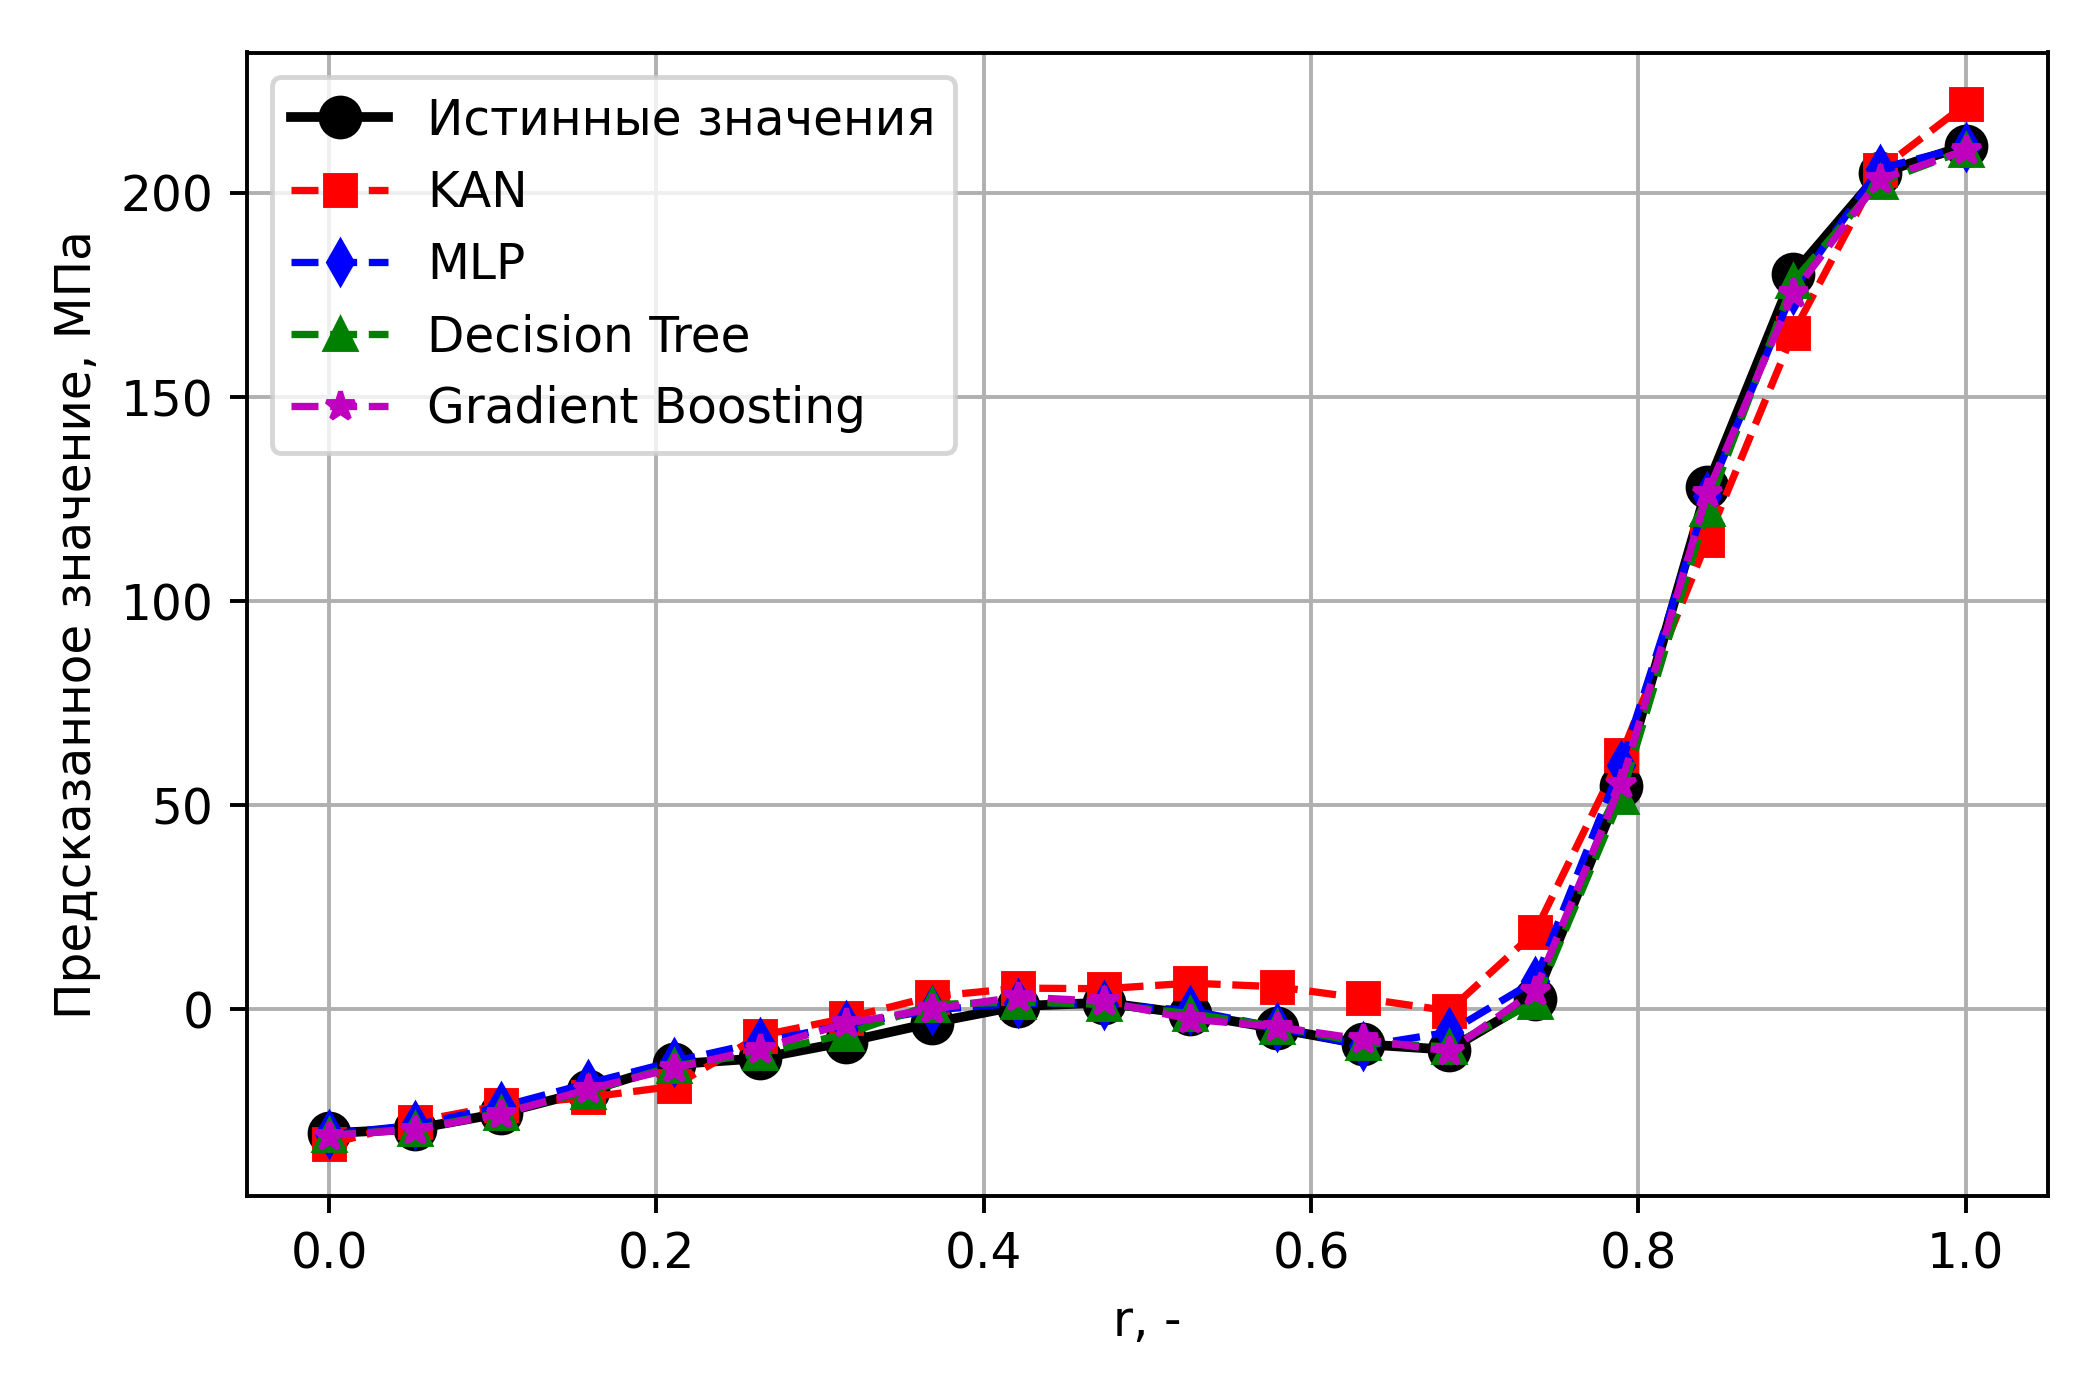 Истинные значения
KAN
MLP
Decision Tree
Gradient Boosting
Предсказанное значение, МПа
200
150
100
50
0
0.0 0.2 0.4 0.6 0.8 1.0
r, -